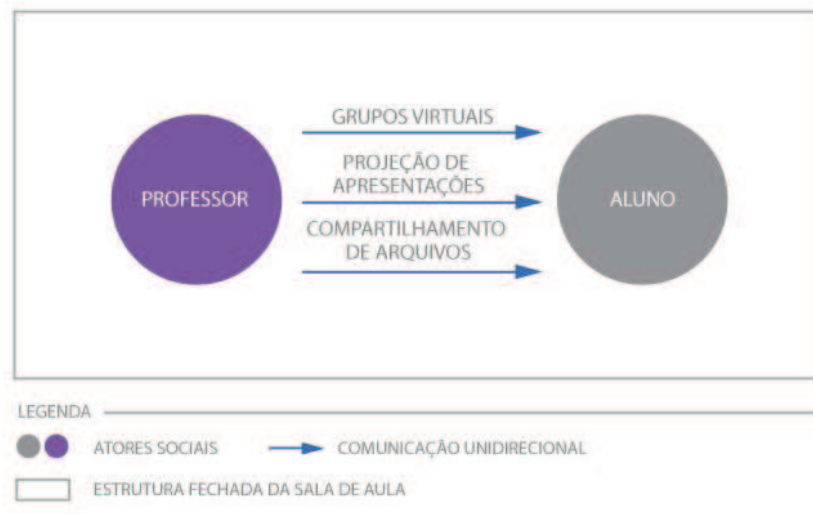 GRUPOS VIRTUAIS
PROJEÇÃO DE
APRESENTAÇÕES
PROFESSOR
ALUNO
COMPARTILHAMENTO
DE ARQUIVOS
LEGENDA
ATORES SOCIAIS
COMUNICAÇÃO UNIDIRECIONAL
ESTRUTURA FECHADA DA SALA DE AULA